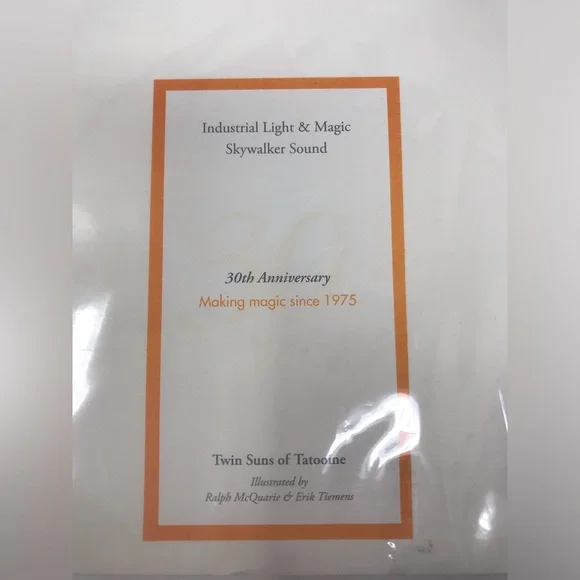 Industrial Light & Magic
Skywalker Sound
30
30th Anniversary
Making magic since 1975
Twin Suns of Tatooine
Illustrated by
Ralph McQuarie & Erik Tiemens